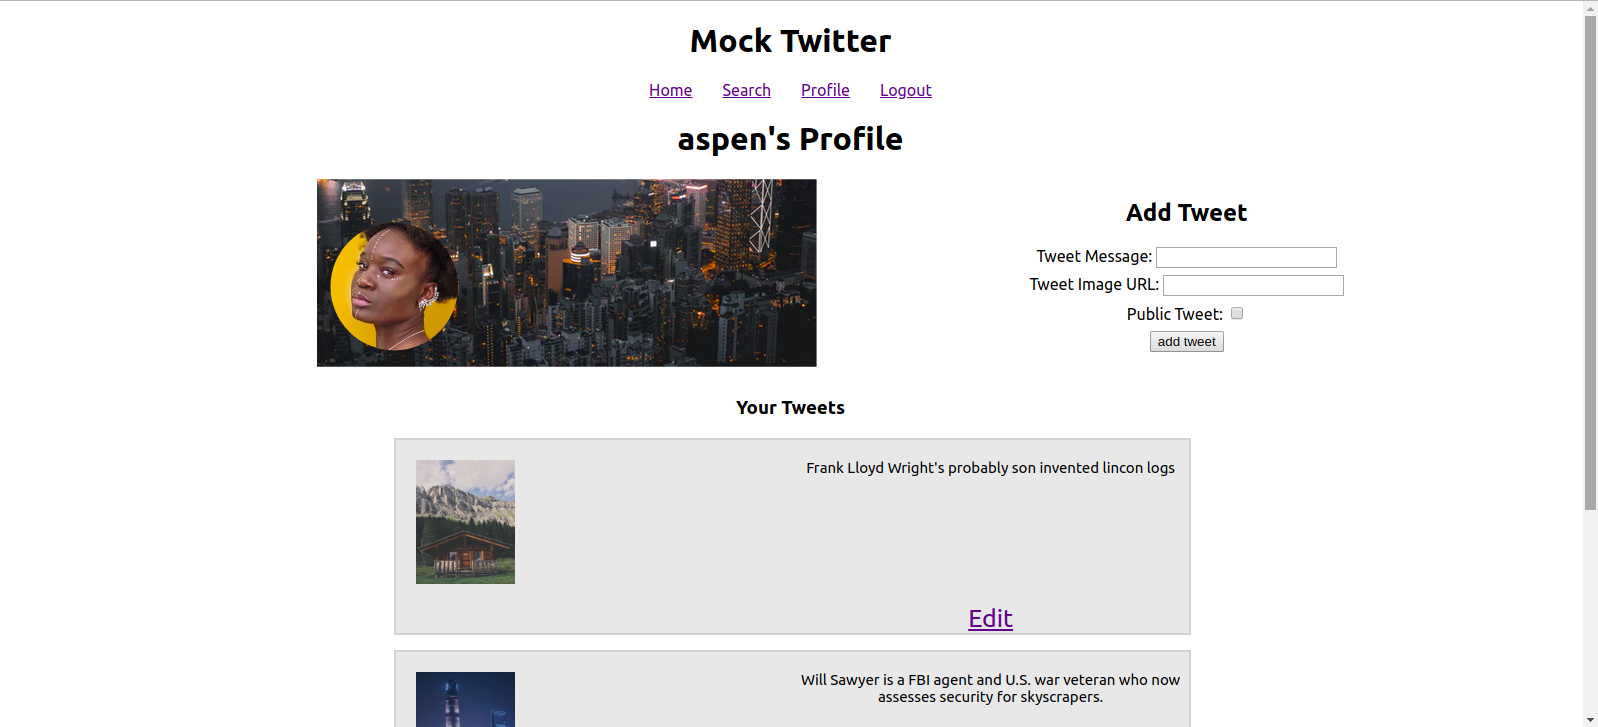 Mock Twitter
Home Search Profile Logout
aspen's Profile
Add Tweet
Tweet Message:
Tweet Image URL:
Public Tweet:
add tweet
Your Tweets
Frank Lloyd Wright's probably son invented lincon logs
Edit
Will Sawyer is a FBI agent and U.S. war veteran who now
assesses security for skyscrapers.